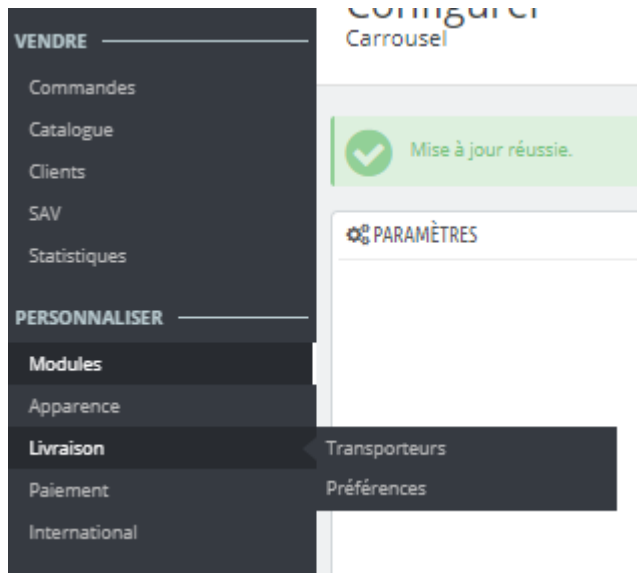 VENDRE
Commandes
Catalogue
Clients
SAV
Statistiques
PERSONNALISER
Modules
Apparence
Livraison
Paiement
International
Transporteurs
Préférences
Configurer
Carrousel
Mise à jour réussie.
PARAMÈTRES